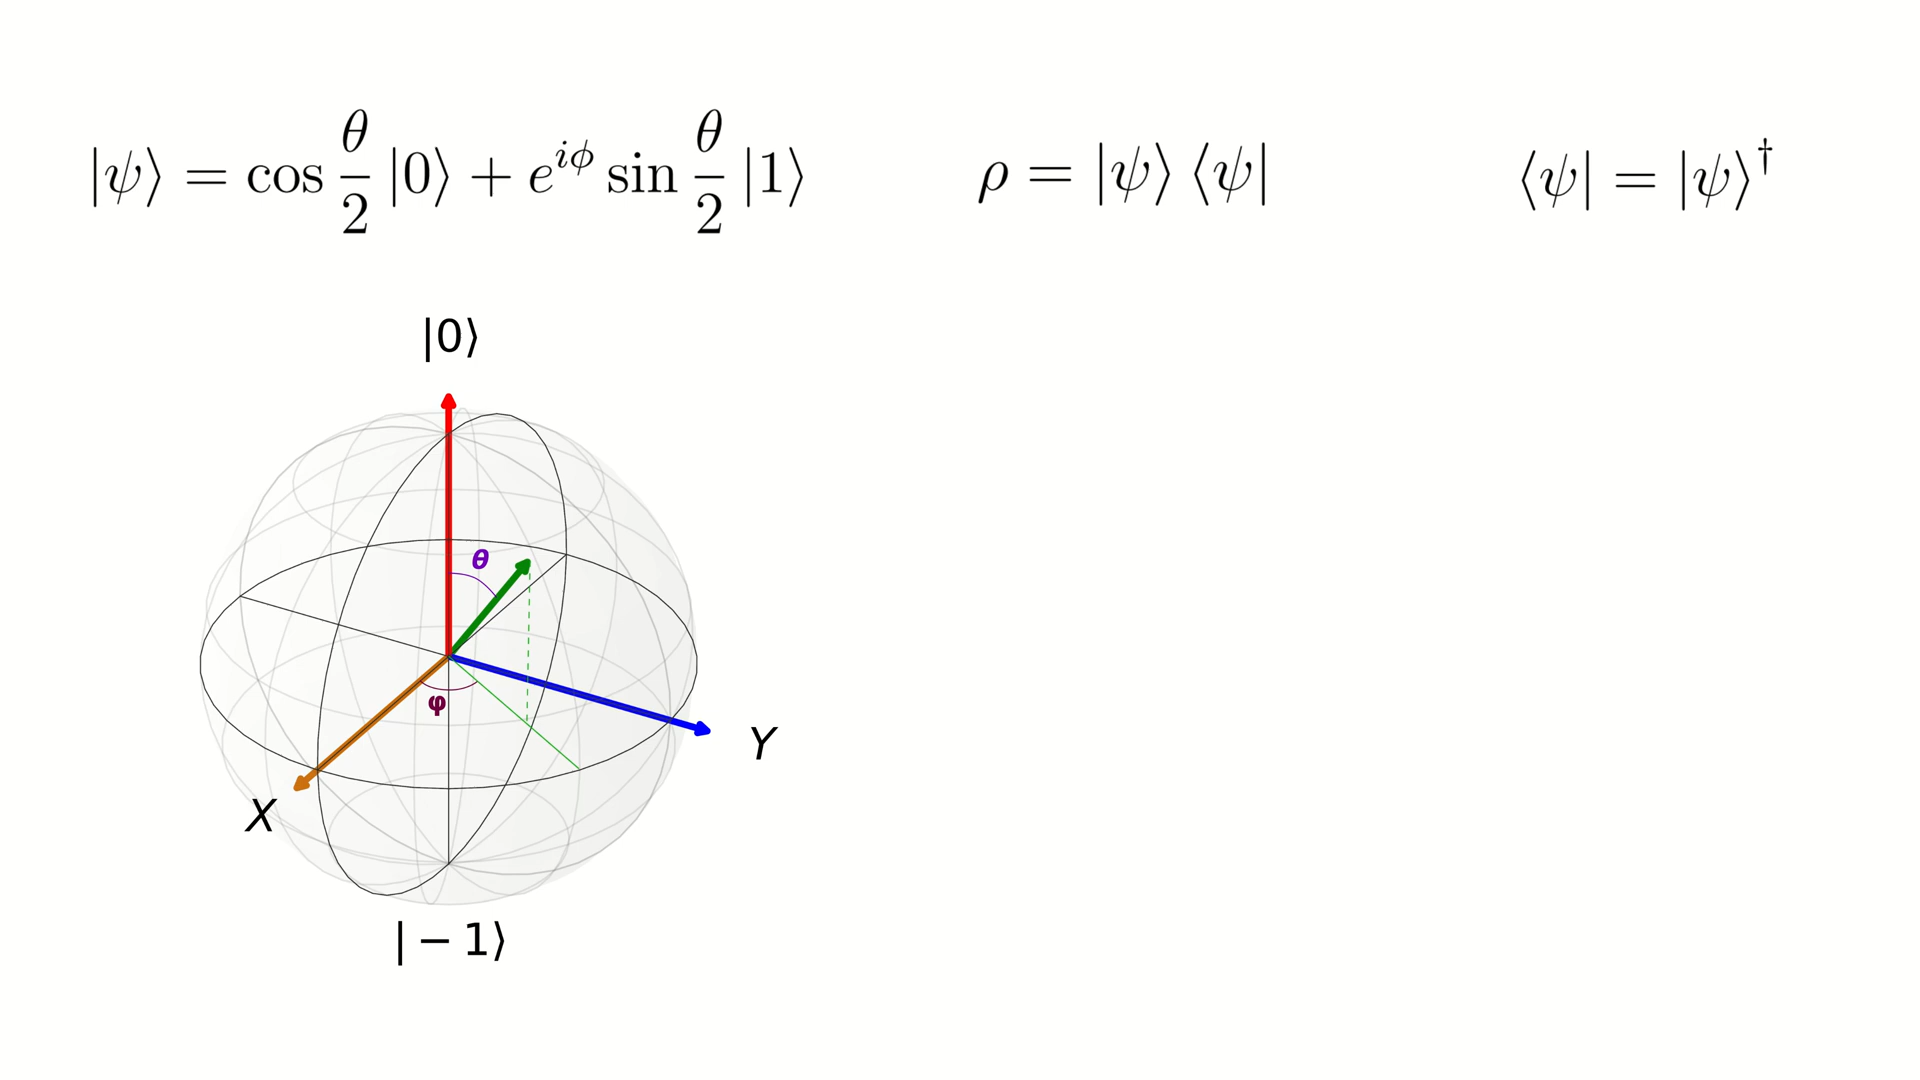 |ψ⟩ = cos θ/2 |0⟩ + e^{iϕ} sin θ/2 |1⟩
ρ = |ψ⟩ ⟨ψ|
⟨ψ| = |ψ⟩^†
|0⟩
θ
φ
Y
X
| − 1⟩